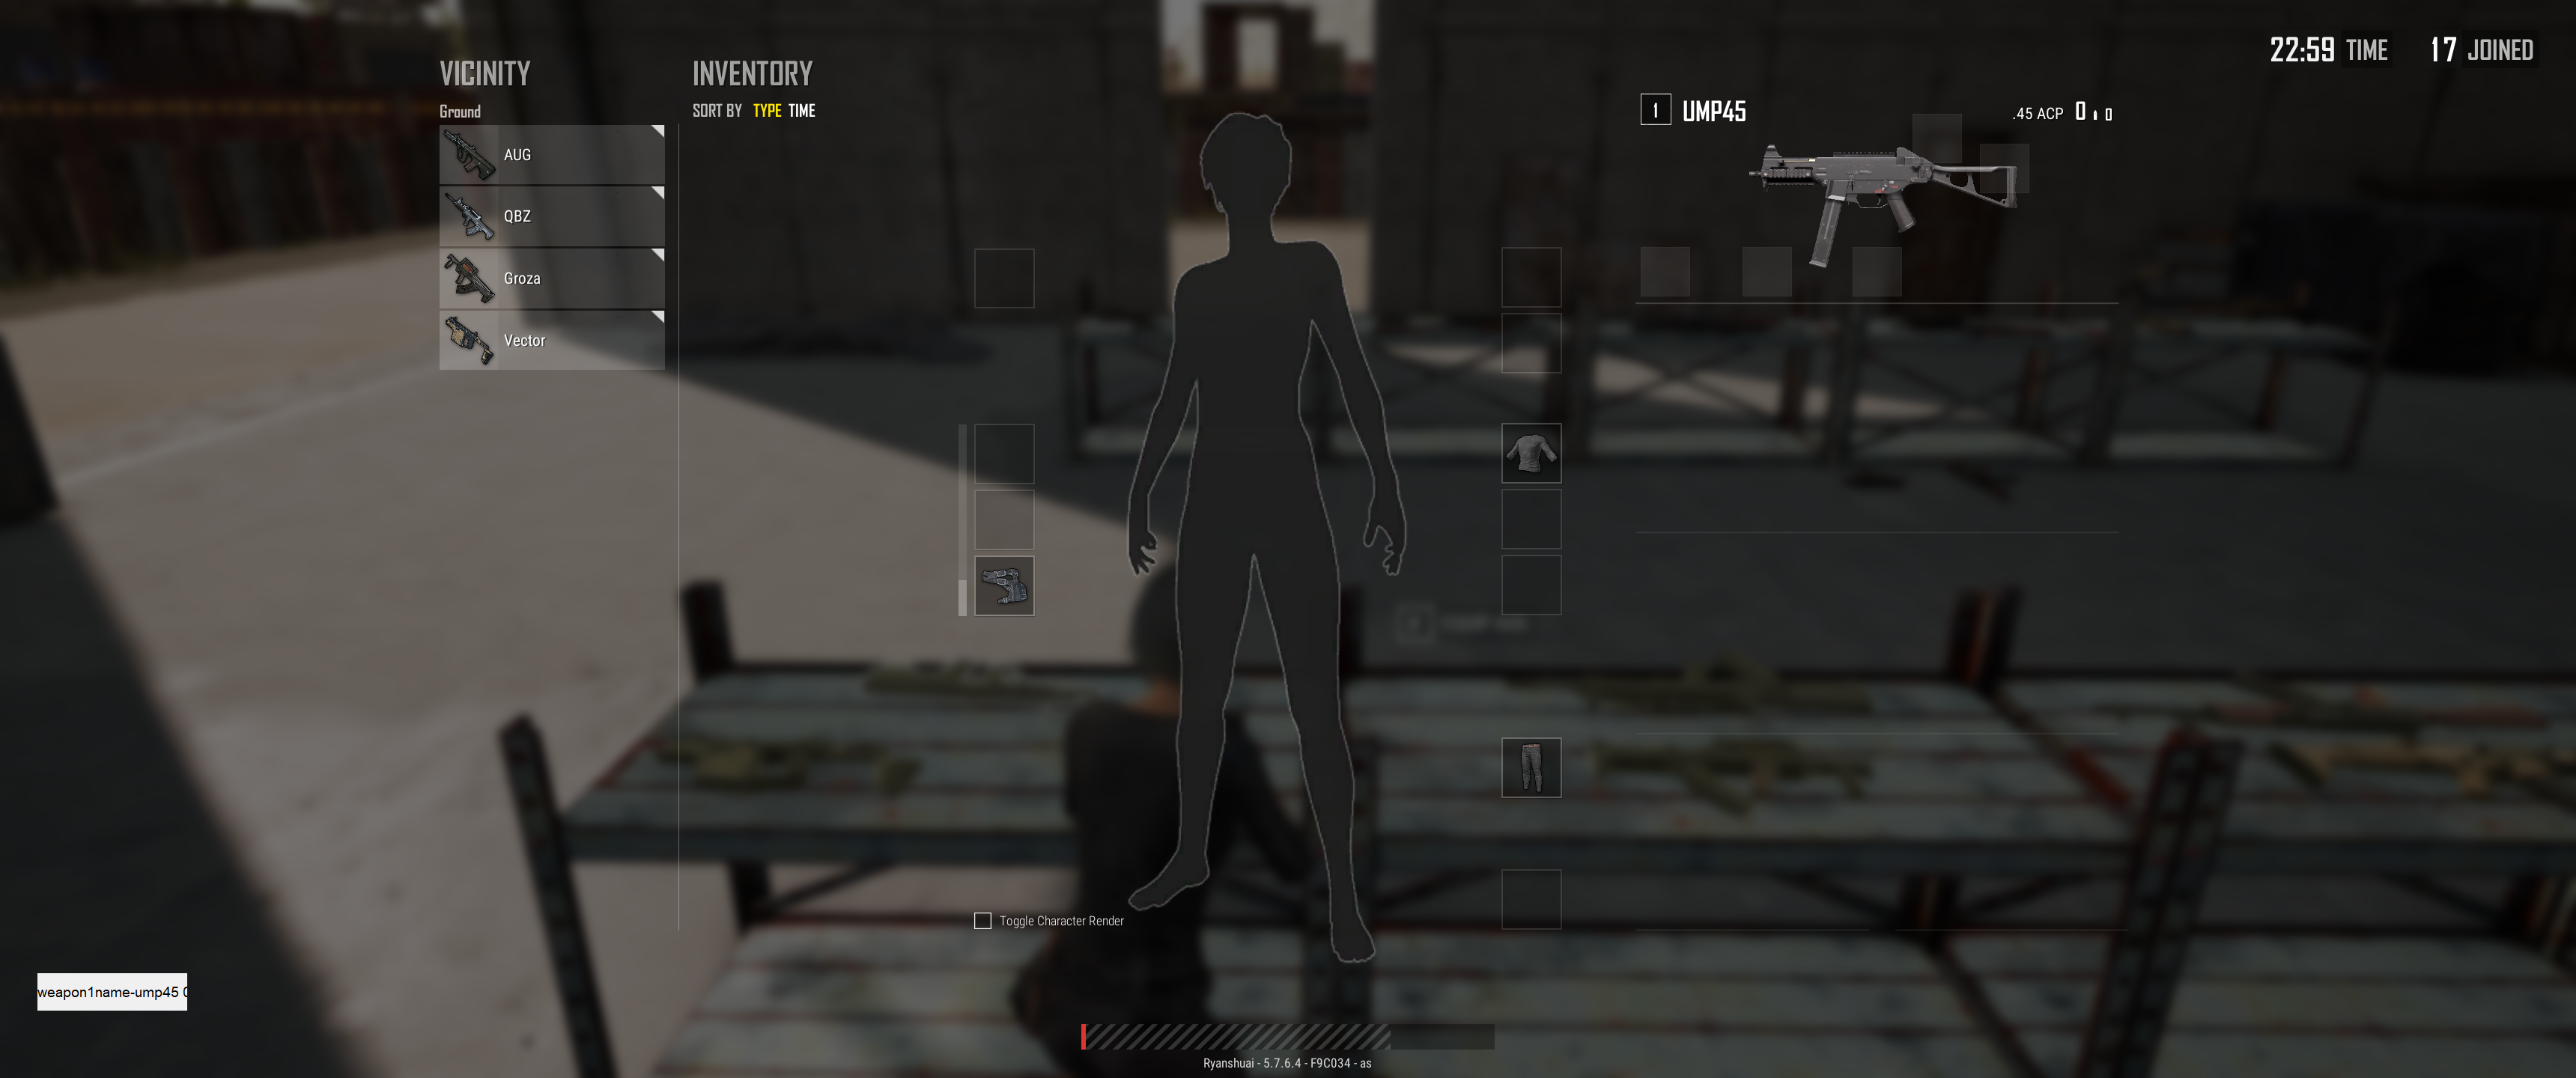 22:59 TIME 17 JOINED
VICINITY
Ground
AUG
QBZ
Groza
Vector
INVENTORY
SORT BY TYPE TIME
1 UMP45
.45 ACP 0 0
Toggle Character Render
weapon1name-ump45
Ryanshuai - 5.7.6.4 - F9C034 - as